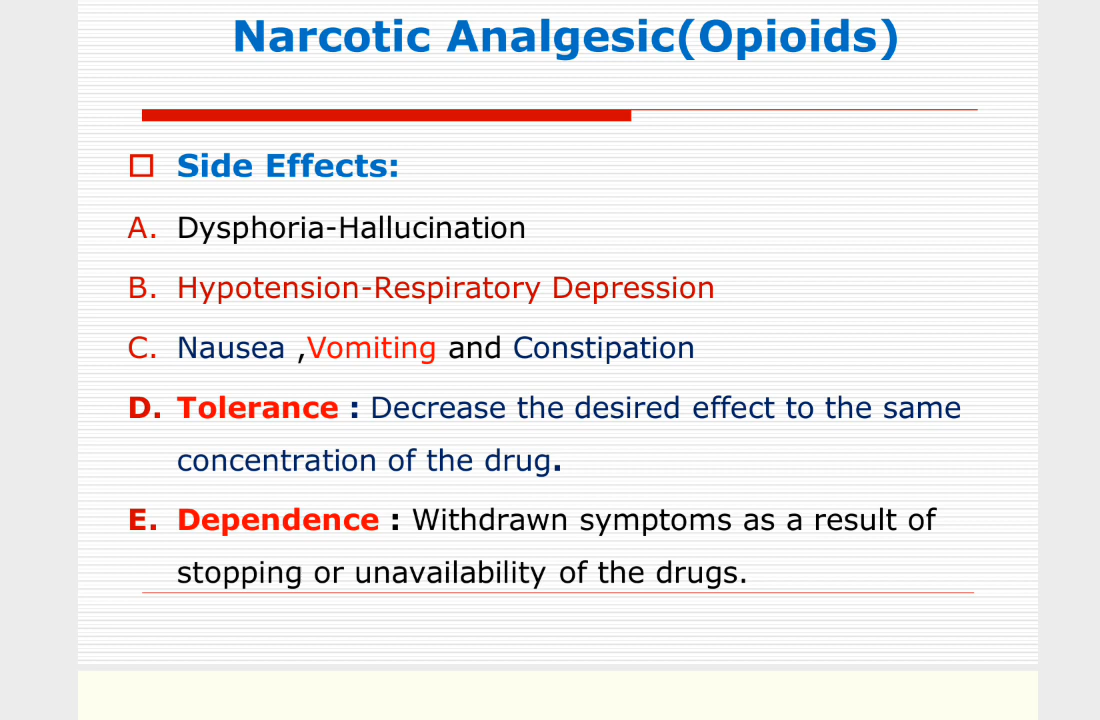 Narcotic Analgesic(Opioids)
Side Effects:
A. Dysphoria-Hallucination
B. Hypotension-Respiratory Depression
C. Nausea ,Vomiting and Constipation
D. Tolerance : Decrease the desired effect to the same
concentration of the drug.
E. Dependence : Withdrawn symptoms as a result of
stopping or unavailability of the drugs.